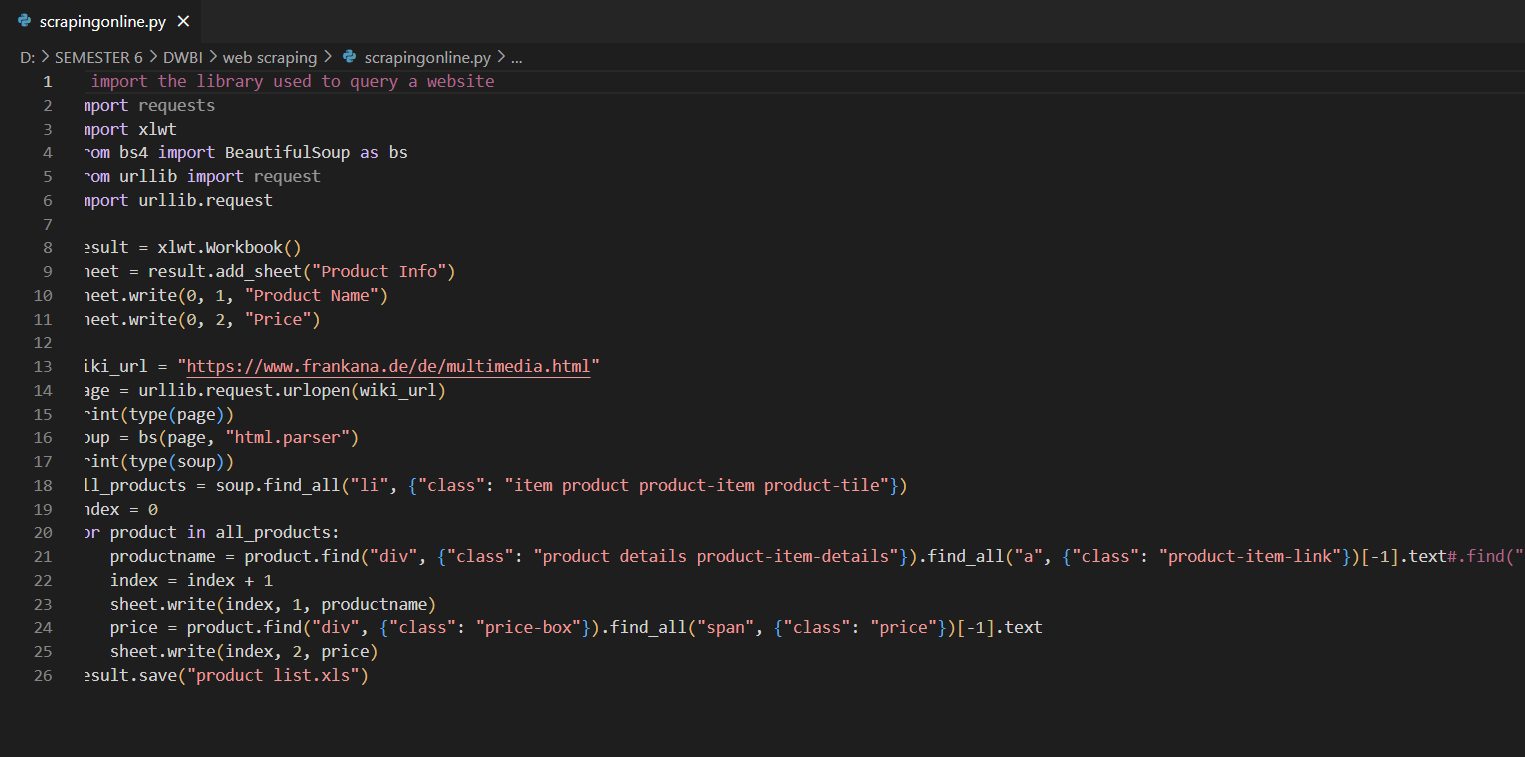 scrapingonline.py
D: > SEMESTER 6 > DWBI > web scraping > scrapingonline.py > ...
1 import the library used to query a website
2 mport requests
3 mport xlwt
4 rom bs4 import BeautifulSoup as bs
5 rom urllib import request
6 mport urllib.request
7
8 esult = xlwt.Workbook()
9 heet = result.add_sheet("Product Info")
10 heet.write(0, 1, "Product Name")
11 heet.write(0, 2, "Price")
12
13 iki_url = "https://www.frankana.de/de/multimedia.html"
14 age = urllib.request.urlopen(wiki_url)
15 rint(type(page))
16 oup = bs(page, "html.parser")
17 rint(type(soup))
18 ll_products = soup.find_all("li", {"class": "item product product-item product-tile"})
19 ndex = 0
20 or product in all_products:
21 productname = product.find("div", {"class": "product details product-item-details"}).find_all("a", {"class": "product-item-link"})[-1].text#.find("
22 index = index + 1
23 sheet.write(index, 1, productname)
24 price = product.find("div", {"class": "price-box"}).find_all("span", {"class": "price"})[-1].text
25 sheet.write(index, 2, price)
26 esult.save("product list.xls")